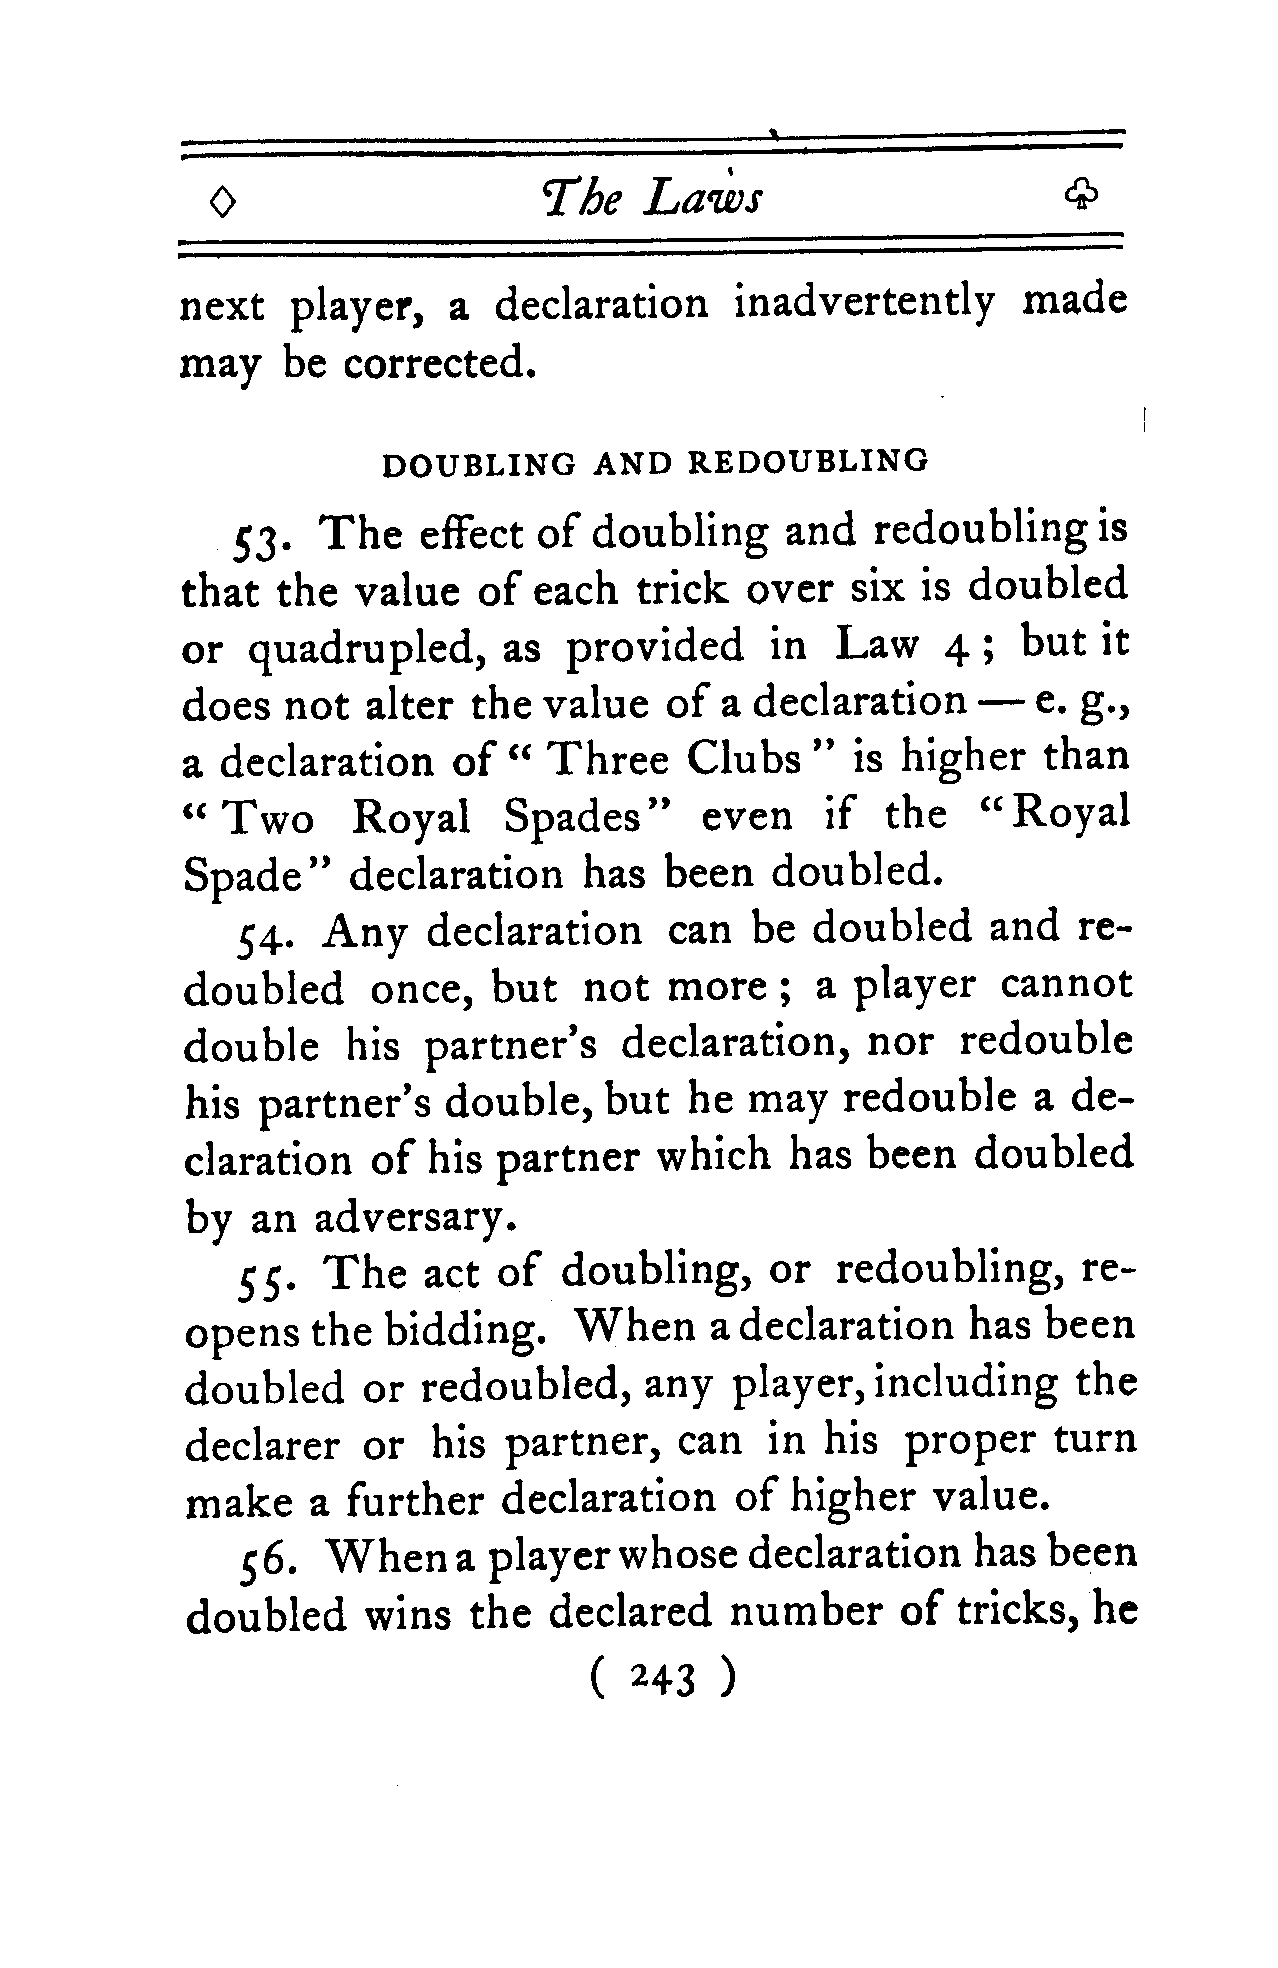 ◇ The Laws ♧
next player, a declaration inadvertently made
may be corrected.
DOUBLING AND REDOUBLING
53. The effect of doubling and redoubling is
that the value of each trick over six is doubled
or quadrupled, as provided in Law 4; but it
does not alter the value of a declaration — e. g.,
a declaration of “ Three Clubs ” is higher than
“ Two Royal Spades” even if the “Royal
Spade” declaration has been doubled.
54. Any declaration can be doubled and re-
doubled once, but not more; a player cannot
double his partner's declaration, nor redouble
his partner's double, but he may redouble a de-
claration of his partner which has been doubled
by an adversary.
55. The act of doubling, or redoubling, re-
opens the bidding. When a declaration has been
doubled or redoubled, any player, including the
declarer or his partner, can in his proper turn
make a further declaration of higher value.
56. When a player whose declaration has been
doubled wins the declared number of tricks, he
( 243 )